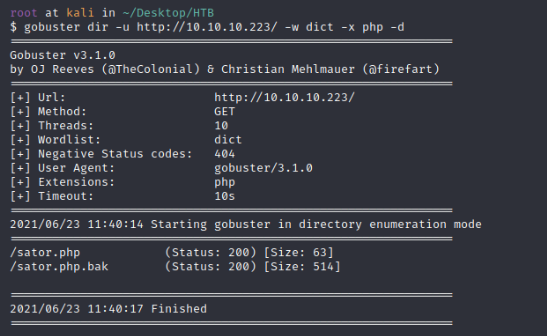 root at kali in ~/Desktop/HTB
$ gobuster dir -u http://10.10.10.223/ -w dict -x php -d
Gobuster v3.1.0
by OJ Reeves (@TheColonial) & Christian Mehlmauer (@firefart)
[+] Url: http://10.10.10.223/
[+] Method: GET
[+] Threads: 10
[+] Wordlist: dict
[+] Negative Status codes: 404
[+] User Agent: gobuster/3.1.0
[+] Extensions: php
[+] Timeout: 10s
2021/06/23 11:40:14 Starting gobuster in directory enumeration mode
/sator.php (Status: 200) [Size: 63]
/sator.php.bak (Status: 200) [Size: 514]
2021/06/23 11:40:17 Finished